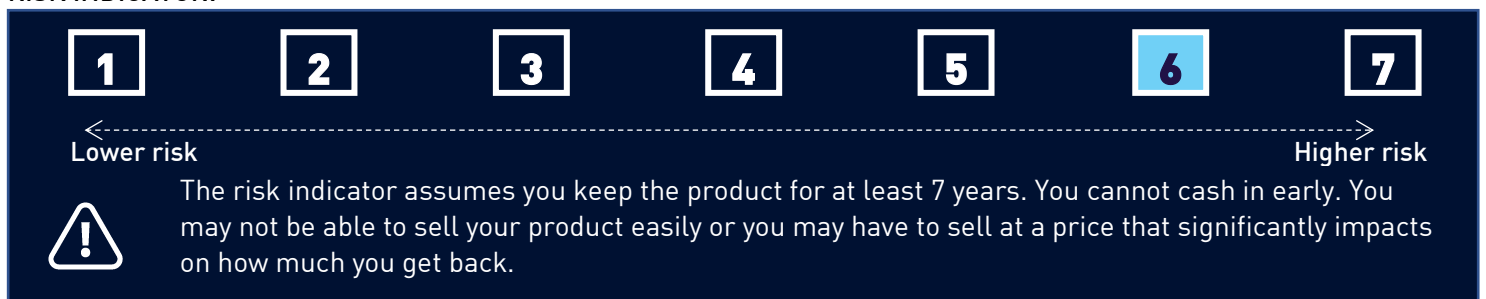 1 2 3 4 5 6 7
Lower risk Higher risk
The risk indicator assumes you keep the product for at least 7 years. You cannot cash in early. You
may not be able to sell your product easily or you may have to sell at a price that significantly impacts
on how much you get back.